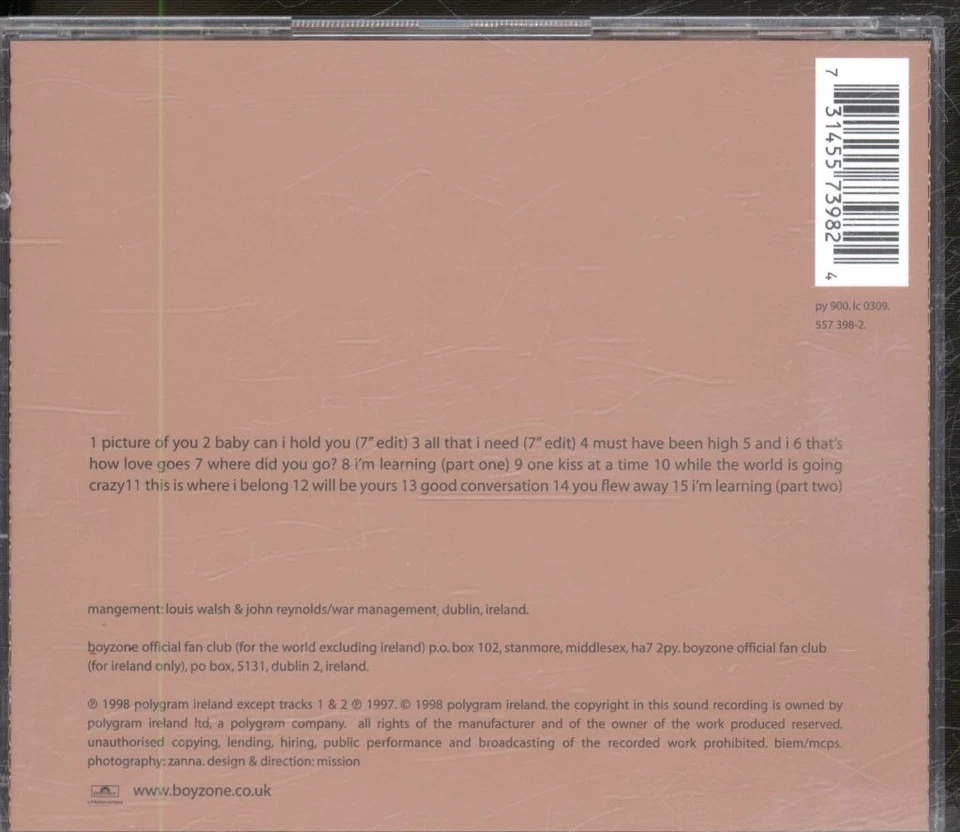 7 31455 73982 4
py 900. lc 0309.
557 398-2.
1 picture of you 2 baby can i hold you (7" edit) 3 all that i need (7" edit) 4 must have been high 5 and i 6 that's
how love goes 7 where did you go? 8 i'm learning (part one) 9 one kiss at a time 10 while the world is going
crazy11 this is where i belong 12 will be yours 13 good conversation 14 you flew away 15 i'm learning (part two)
mangement: louis walsh & john reynolds/war management, dublin, ireland.
boyzone official fan club (for the world excluding ireland) p.o. box 102, stanmore, middlesex, ha7 2py. boyzone official fan club
(for ireland only), po box, 5131, dublin 2, ireland.
℗ 1998 polygram ireland except tracks 1 & 2 ℗ 1997. © 1998 polygram ireland. the copyright in this sound recording is owned by
polygram ireland ltd, a polygram company. all rights of the manufacturer and of the owner of the work produced reserved.
unauthorised copying, lending, hiring, public performance and broadcasting of the recorded work prohibited. biem/mcps.
photography: zanna. design & direction: mission
www.boyzone.co.uk